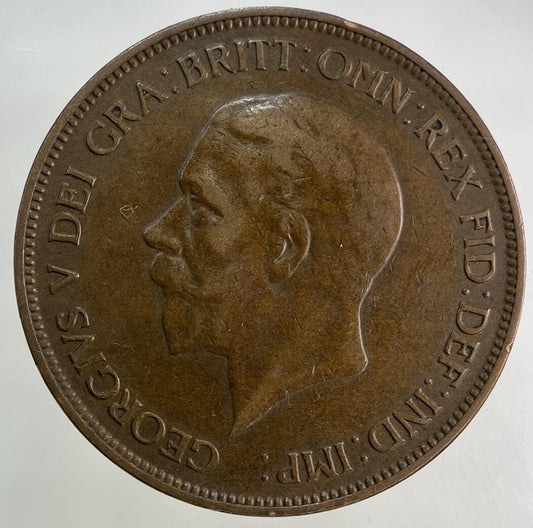 GEORGIVS V DEI GRA: BRITT: OMN: REX FID: DEF: IND: IMP: